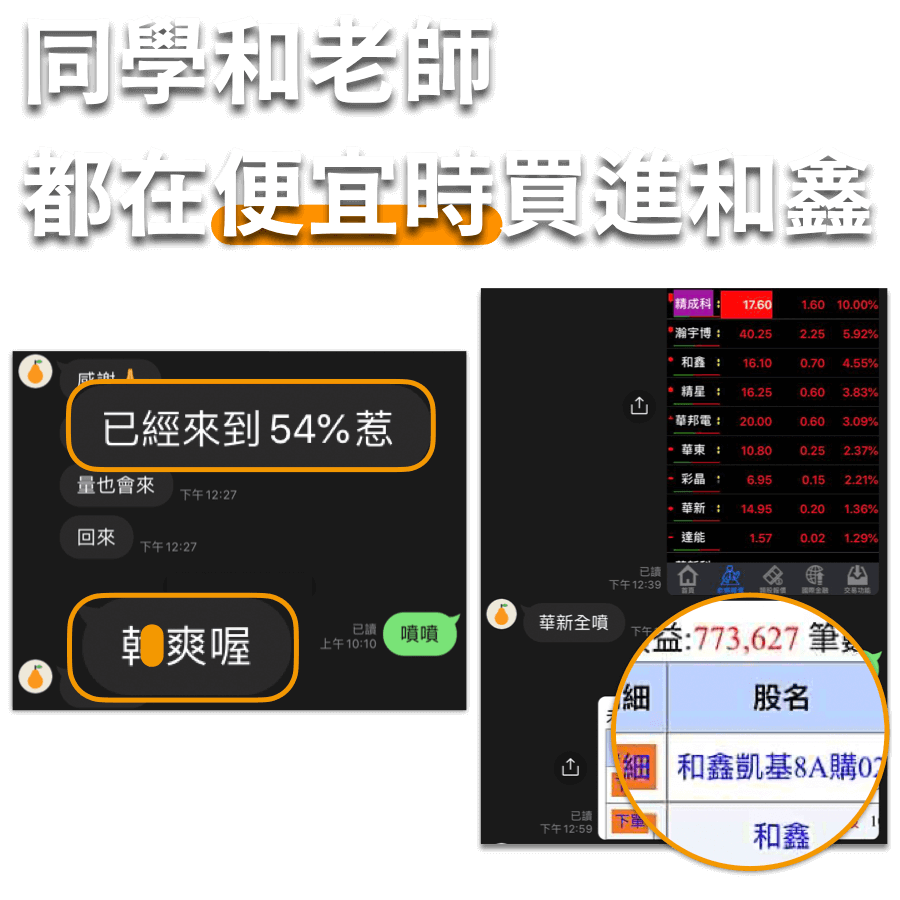 同學和老師
都在便宜時買進和鑫
感謝🙏
已經來到54%惹
量也會來
下午12:27
回來
下午12:27
爽喔
已讀
上午10:10
噴噴
精成科 17.60 1.60 10.00%
瀚宇博 40.25 2.25 5.92%
和鑫 16.10 0.70 4.55%
精星 16.25 0.60 3.83%
華邦電 20.00 0.60 3.09%
華東 10.80 0.25 2.37%
彩晶 6.95 0.15 2.21%
華新 14.95 0.20 1.36%
達能 1.57 0.02 1.29%
首頁 國際金融 交易功能
已讀
下午12:39
華新全噴
下午
益:773,627 筆數
細 股名
細 和鑫凱基8A購02
下單 和鑫
已讀
下午12:59